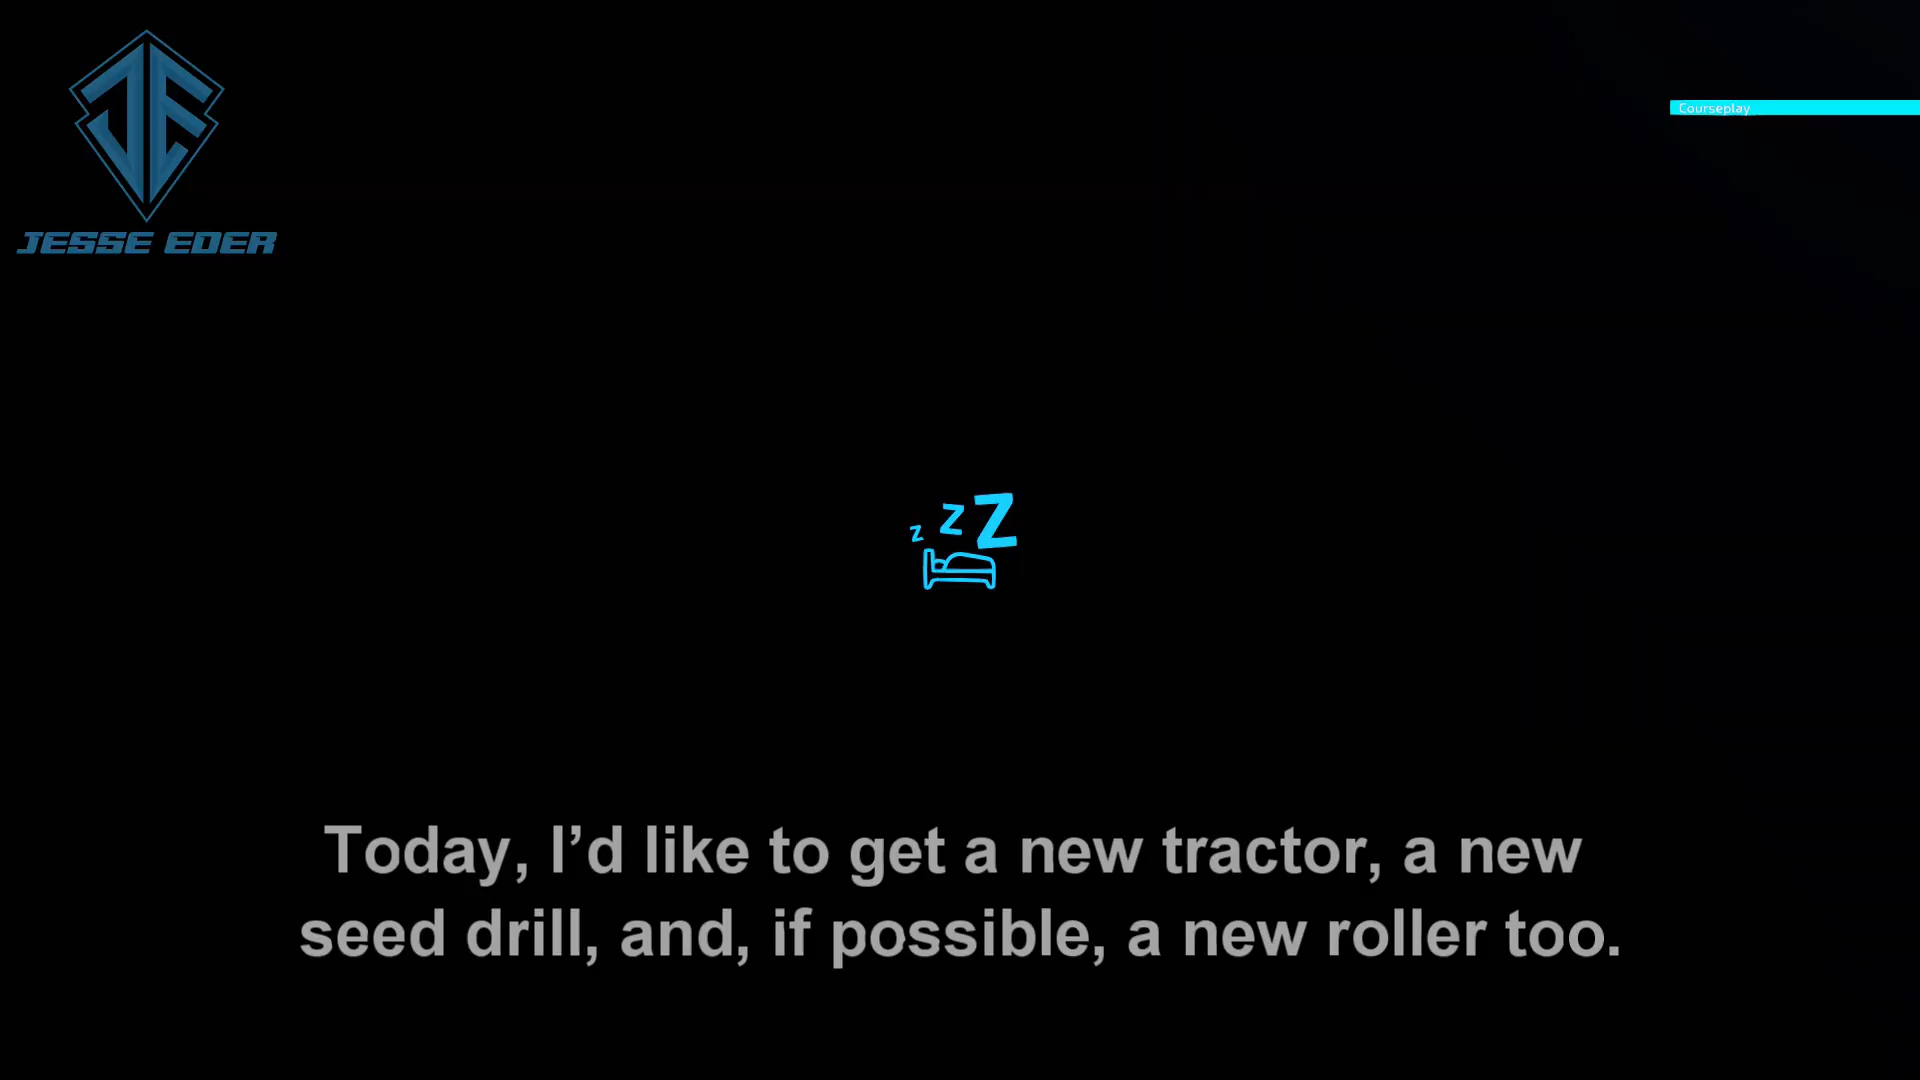 JESSE EDER
Courseplay
z z Z
Today, I’d like to get a new tractor, a new
seed drill, and, if possible, a new roller too.